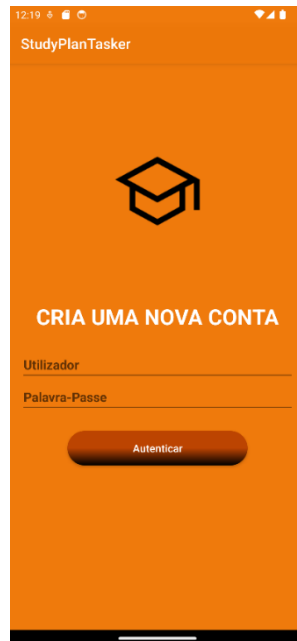 12:19
StudyPlanTasker
CRIA UMA NOVA CONTA
Utilizador
Palavra-Passe
Autenticar